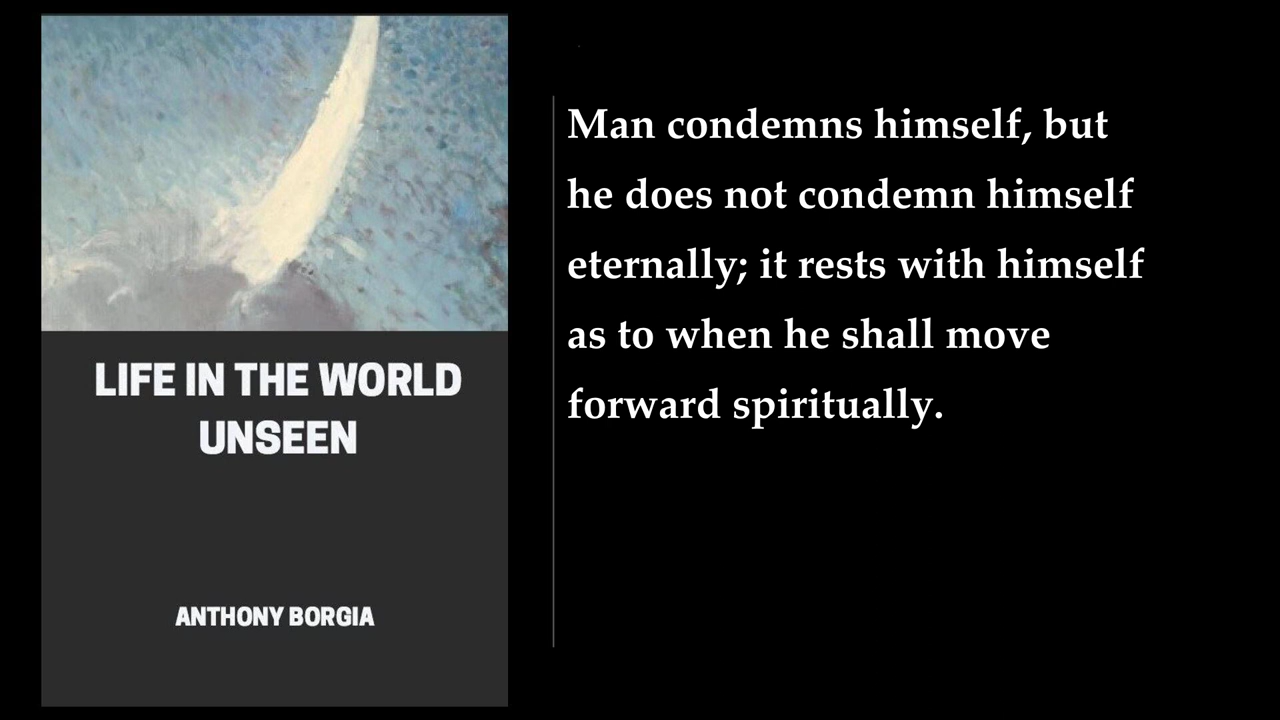 LIFE IN THE WORLD
UNSEEN
ANTHONY BORGIA
Man condemns himself, but
he does not condemn himself
eternally; it rests with himself
as to when he shall move
forward spiritually.